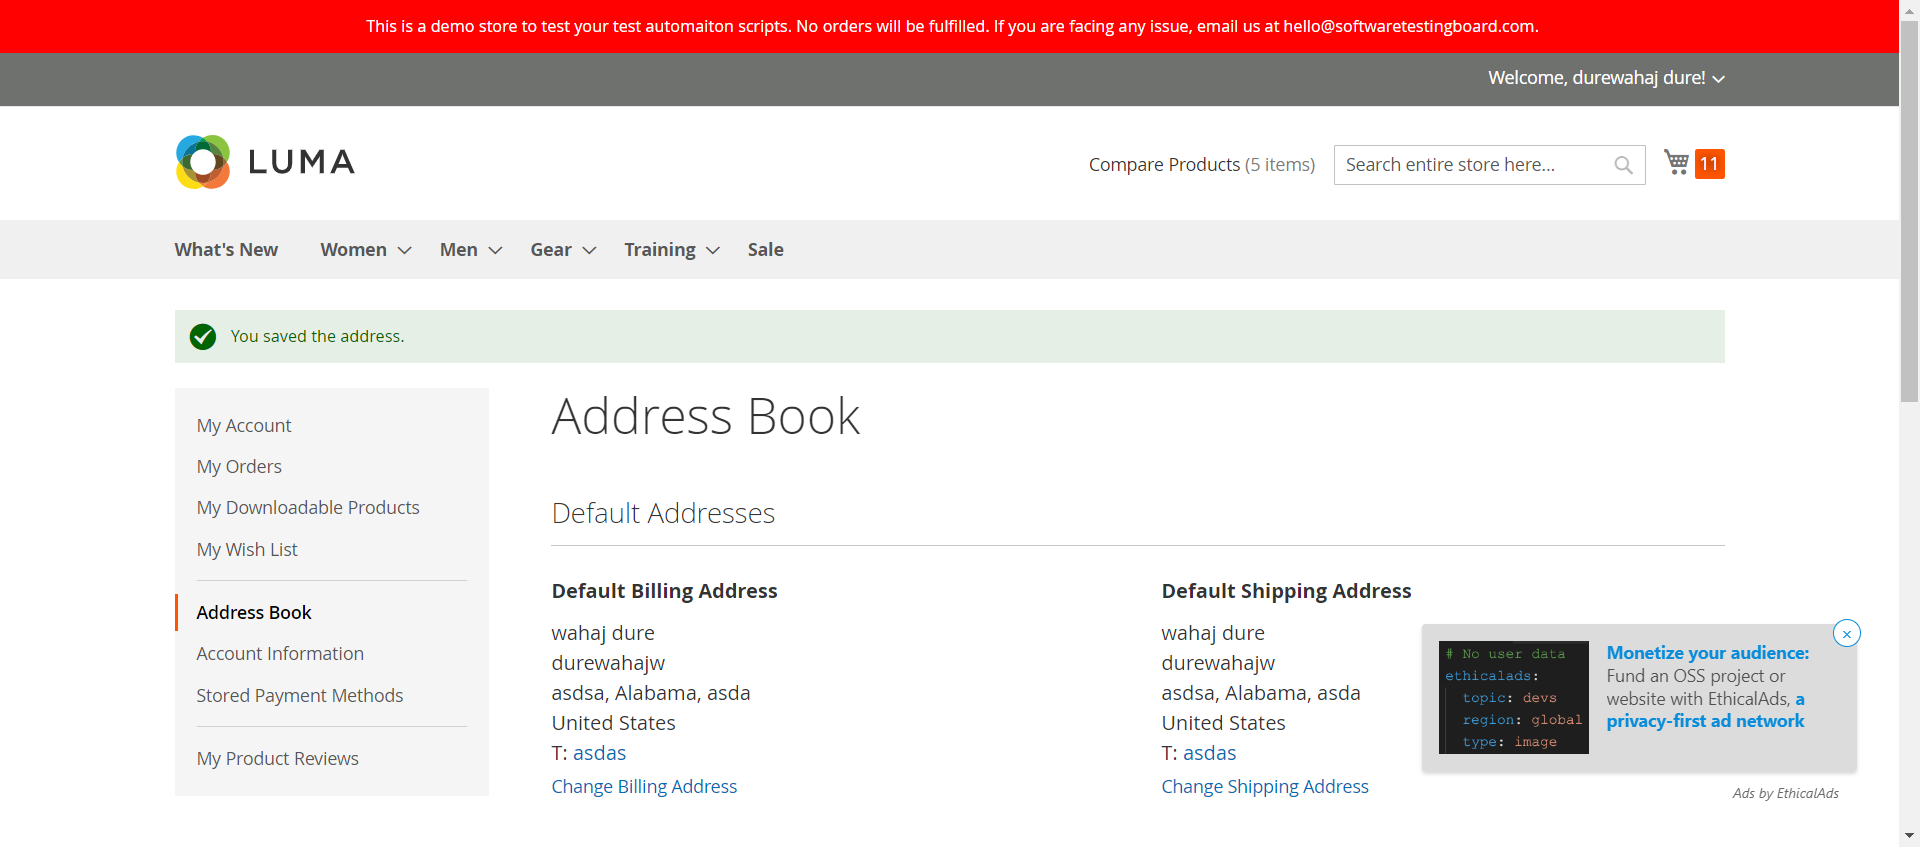 This is a demo store to test your test automaiton scripts. No orders will be fulfilled. If you are facing any issue, email us at hello@softwaretestingboard.com.
Welcome, durewahaj dure!
LUMA
Compare Products (5 items)
Search entire store here...
11
What's New
Women
Men
Gear
Training
Sale
You saved the address.
My Account
My Orders
My Downloadable Products
My Wish List
Address Book
Account Information
Stored Payment Methods
My Product Reviews
Address Book
Default Addresses
Default Billing Address
wahaj dure
durewahajw
asdsa, Alabama, asda
United States
T: asdas
Change Billing Address
Default Shipping Address
wahaj dure
durewahajw
asdsa, Alabama, asda
United States
T: asdas
Change Shipping Address
# No user data
ethicalads:
topic: devs
region: global
type: image
Monetize your audience:
Fund an OSS project or
website with EthicalAds, a
privacy-first ad network
Ads by EthicalAds